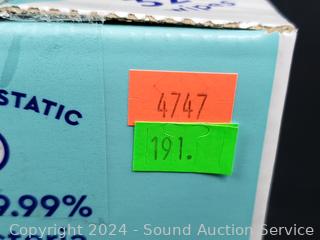 STATIC
4747
191.
9.99%
Copyright 2024 - Sound Auction Service